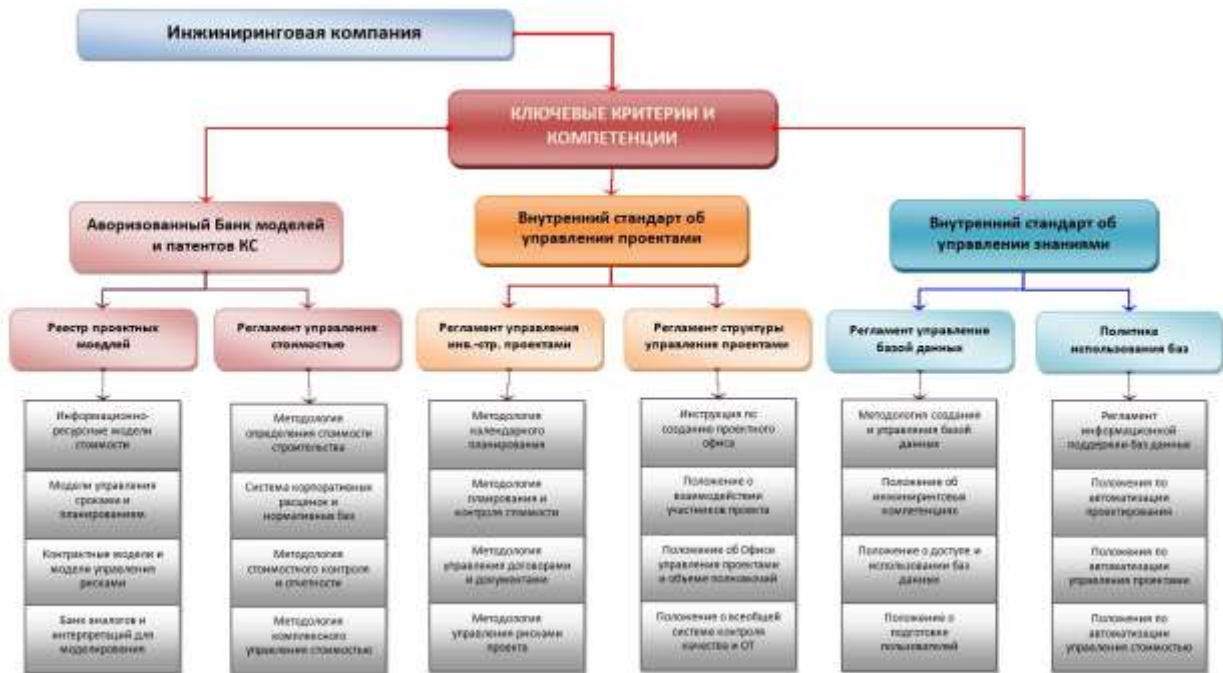 Инжиниринговая компания
КЛЮЧЕВЫЕ КРИТЕРИИ И
КОМПЕТЕНЦИИ
Аворизованный Банк моделей
и патентов КС
Внутренний стандарт об
управлении проектами
Внутренний стандарт об
управлении знаниями
Реестр проектных
моедлей
Регламент управления
стоимостью
Регламент управления
инв.-стр. проектами
Регламент структуры
управления проектами
Регламент управления
базой данных
Политика
использования баз
Информационно-
ресурсные модели
стоимости
Модели управления
сроками и
планированием
Контрактные модели и
модели управления
рисками
Банк аналогов и
интерпретаций для
моделирования
Методология
определения стоимости
строительства
Система корпоративных
расценок и
нормативных баз
Методология
стоимостного контроля
и отчетности
Методология
комплексного
управления стоимостью
Методология
календарного
планирования
Методология
планирования и
контроля стоимости
Методология
управления договорами
и документами
Методология
управления рисками
проекта
Инструкция по
созданию проектного
офиса
Положение о
взаимодействии
участников проекта
Положение об Офисе
управления проектами
и объеме полномочий
Положение о всеобщей
системе контроля
качества и ОТ
Методология создания
и управления базой
данных
Положение об
инжиниринговых
компетенциях
Положение о доступе и
использовании баз
данных
Положение о
подготовке
пользователей
Регламент
информационной
поддержки баз данных
Положения по
автоматизации
проектирования
Положения по
автоматизации
управления проектами
Положения по
автоматизации
управления стоимостью